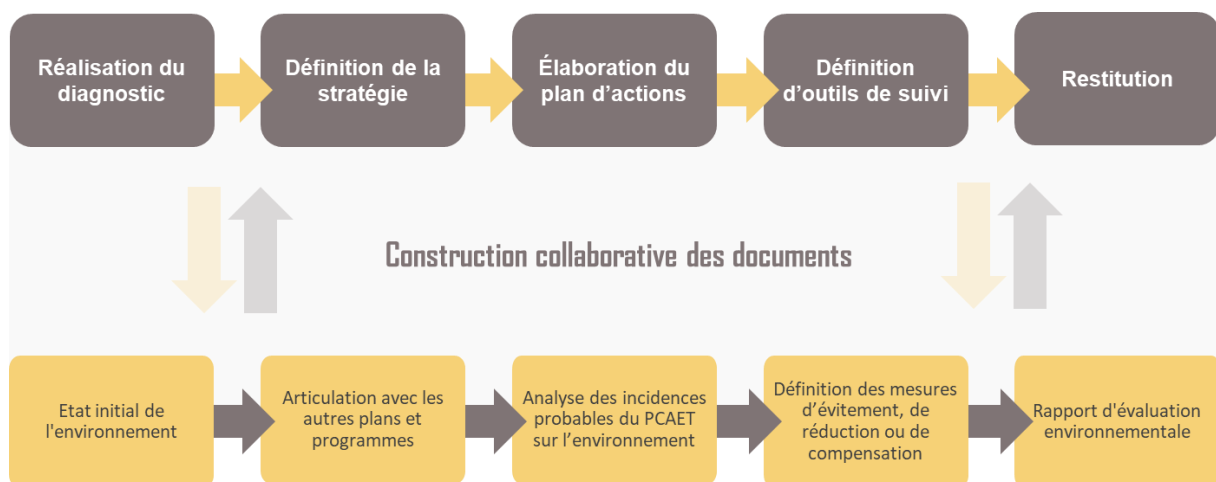 Réalisation du
diagnostic
Définition de la
stratégie
Élaboration du
plan d’actions
Définition
d’outils de suivi
Restitution
Construction collaborative des documents
Etat initial de
l'environnement
Articulation avec les
autres plans et
programmes
Analyse des incidences
probables du PCAET
sur l’environnement
Définition des mesures
d’évitement, de
réduction ou de
compensation
Rapport d'évaluation
environnementale